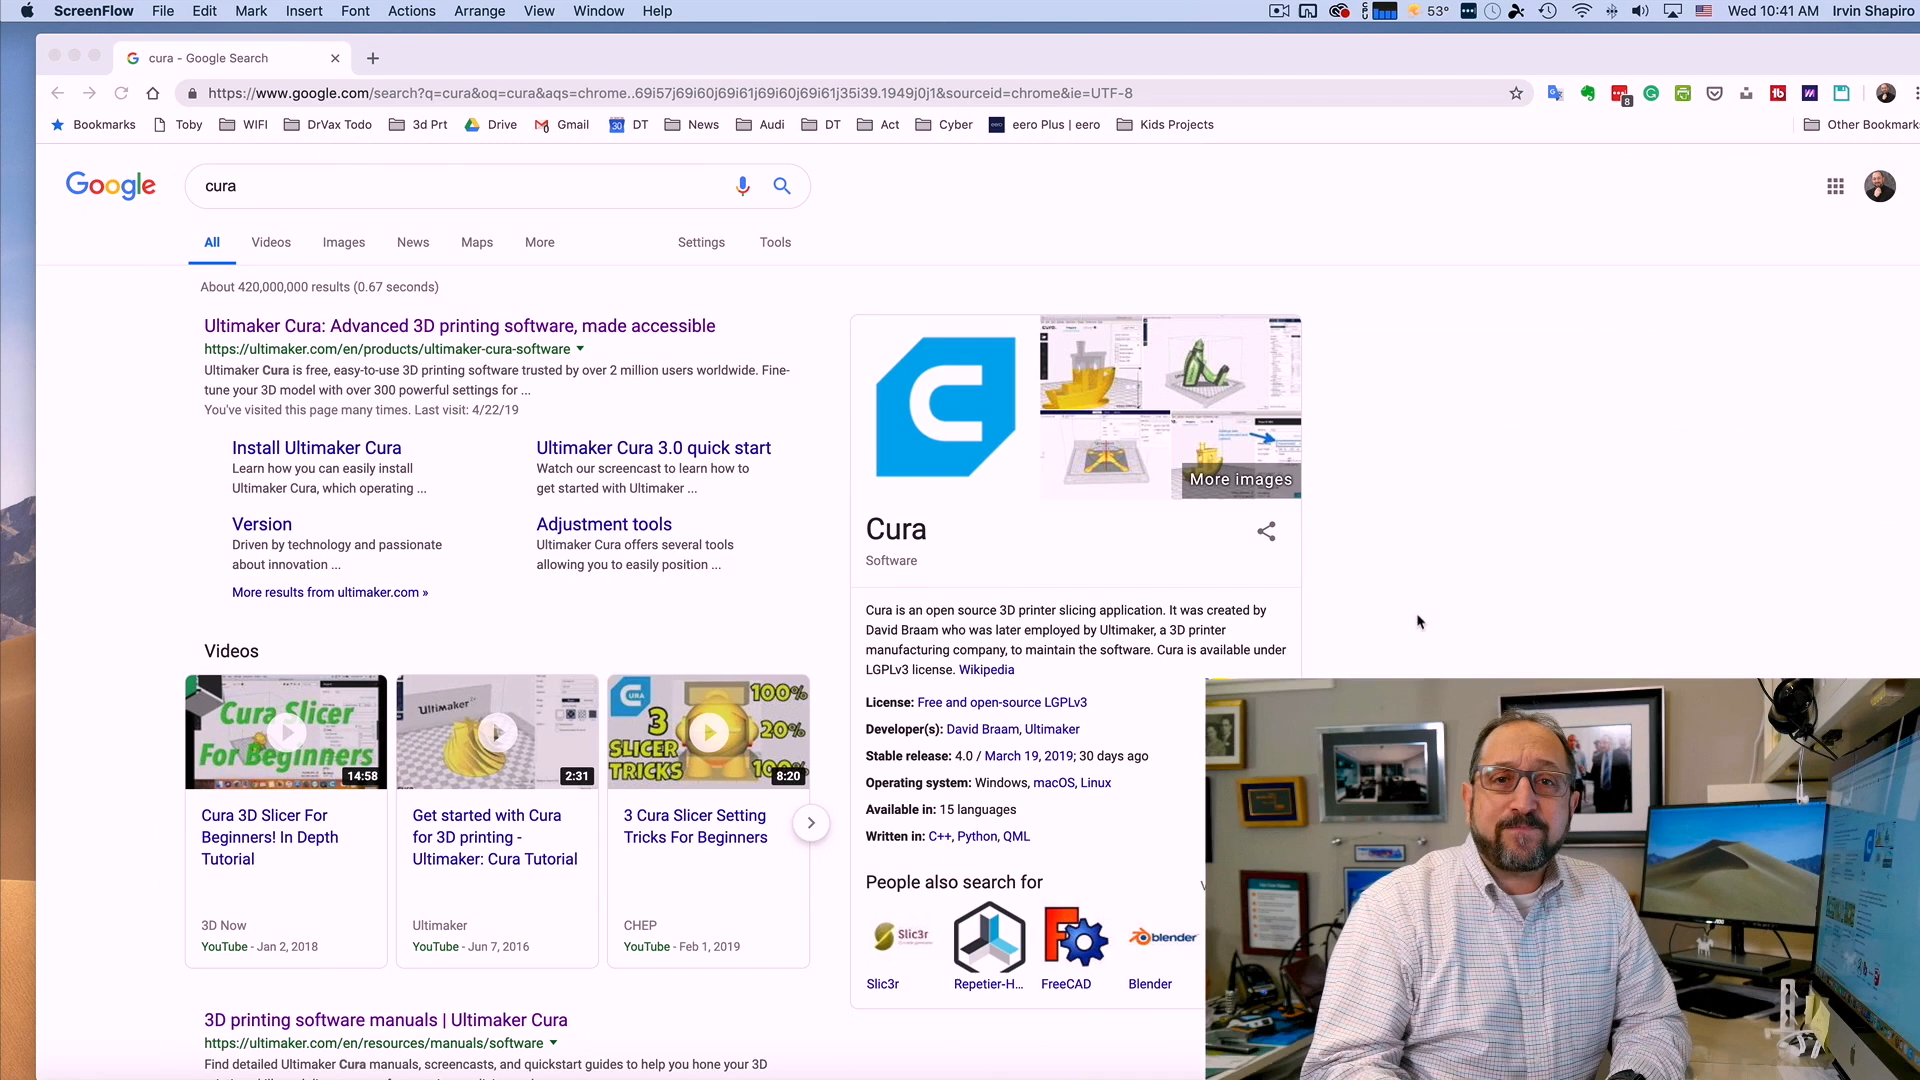 ScreenFlow File Edit Mark Insert Font Actions Arrange View Window Help 53° Wed 10:41 AM Irvin Shapiro
cura - Google Search
https://www.google.com/search?q=cura&oq=cura&aqs=chrome..69i57j69i60j69i61j69i60j69i61j35i39.1949j0j1&sourceid=chrome&ie=UTF-8
8
Bookmarks Toby WIFI DrVax Todo 3d Prt Drive Gmail 30 DT News Audi DT Act Cyber eero eero Plus | eero Kids Projects Other Bookmarks
Google cura
All Videos Images News Maps More Settings Tools
About 420,000,000 results (0.67 seconds)
Ultimaker Cura: Advanced 3D printing software, made accessible
https://ultimaker.com/en/products/ultimaker-cura-software
Ultimaker Cura is free, easy-to-use 3D printing software trusted by over 2 million users worldwide. Fine-
tune your 3D model with over 300 powerful settings for ...
You've visited this page many times. Last visit: 4/22/19
Install Ultimaker Cura
Learn how you can easily install
Ultimaker Cura, which operating ...
Ultimaker Cura 3.0 quick start
Watch our screencast to learn how to
get started with Ultimaker ...
Version
Driven by technology and passionate
about innovation ...
Adjustment tools
Ultimaker Cura offers several tools
allowing you to easily position ...
More results from ultimaker.com »
Videos
Cura Slicer
For Beginners
14:58
Ultimaker
2:31
CURA
3
SLICER
TRICKS
100%
20%
100%
8:20
Cura 3D Slicer For
Beginners! In Depth
Tutorial
3D Now
YouTube - Jan 2, 2018
Get started with Cura
for 3D printing -
Ultimaker: Cura Tutorial
Ultimaker
YouTube - Jun 7, 2016
3 Cura Slicer Setting
Tricks For Beginners
CHEP
YouTube - Feb 1, 2019
3D printing software manuals | Ultimaker Cura
https://ultimaker.com/en/resources/manuals/software
Find detailed Ultimaker Cura manuals, screencasts, and quickstart guides to help you hone your 3D
More images
Cura
Software
Cura is an open source 3D printer slicing application. It was created by
David Braam who was later employed by Ultimaker, a 3D printer
manufacturing company, to maintain the software. Cura is available under
LGPLv3 license. Wikipedia
License: Free and open-source LGPLv3
Developer(s): David Braam, Ultimaker
Stable release: 4.0 / March 19, 2019; 30 days ago
Operating system: Windows, macOS, Linux
Available in: 15 languages
Written in: C++, Python, QML
People also search for
Slic3r
blender
Slic3r Repetier-H... FreeCAD Blender